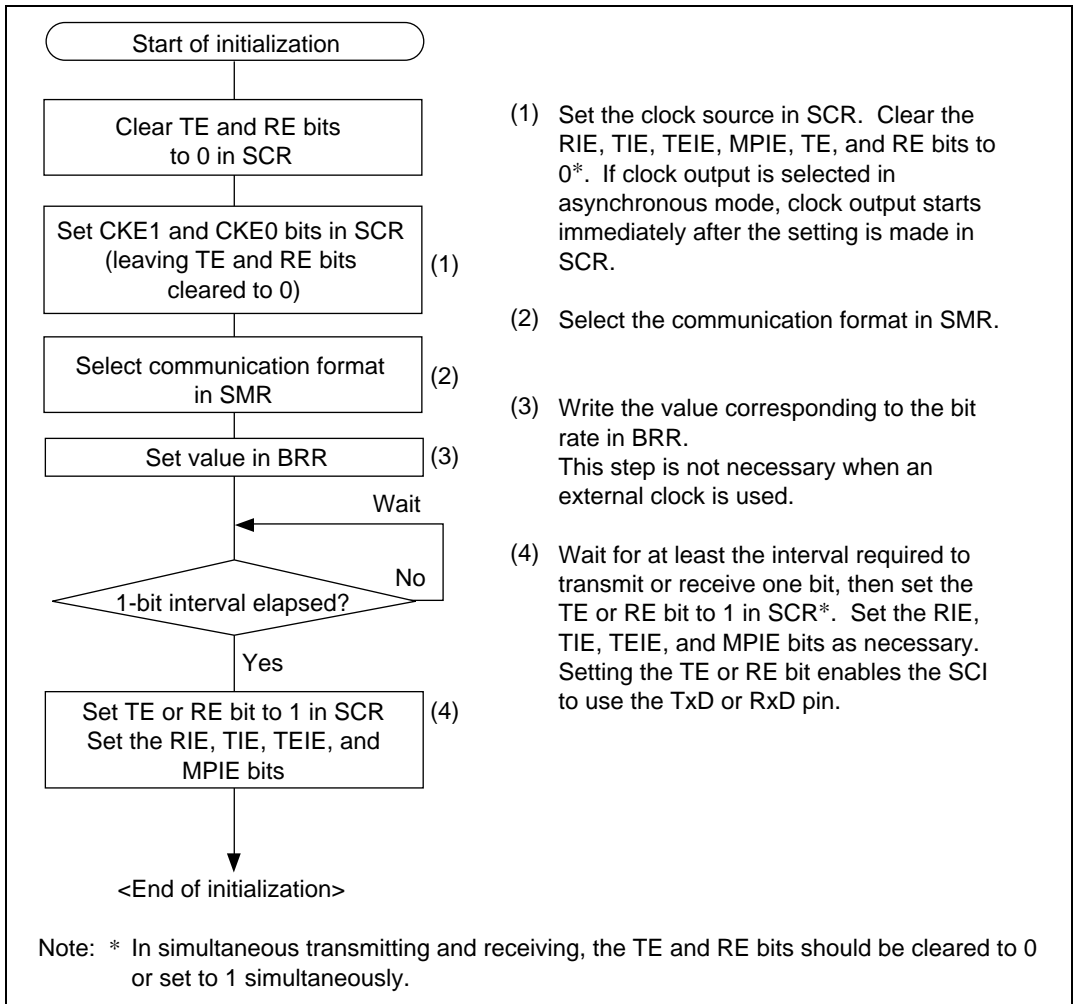 Start of initialization
Clear TE and RE bits
to 0 in SCR
Set CKE1 and CKE0 bits in SCR
(leaving TE and RE bits
cleared to 0)
(1)
Select communication format
in SMR
(2)
Set value in BRR
(3)
Wait
1-bit interval elapsed?
No
Yes
Set TE or RE bit to 1 in SCR
Set the RIE, TIE, TEIE, and
MPIE bits
(4)
<End of initialization>
(1) Set the clock source in SCR. Clear the
RIE, TIE, TEIE, MPIE, TE, and RE bits to
0*. If clock output is selected in
asynchronous mode, clock output starts
immediately after the setting is made in
SCR.
(2) Select the communication format in SMR.
(3) Write the value corresponding to the bit
rate in BRR.
This step is not necessary when an
external clock is used.
(4) Wait for at least the interval required to
transmit or receive one bit, then set the
TE or RE bit to 1 in SCR*. Set the RIE,
TIE, TEIE, and MPIE bits as necessary.
Setting the TE or RE bit enables the SCI
to use the TxD or RxD pin.
Note: * In simultaneous transmitting and receiving, the TE and RE bits should be cleared to 0
or set to 1 simultaneously.